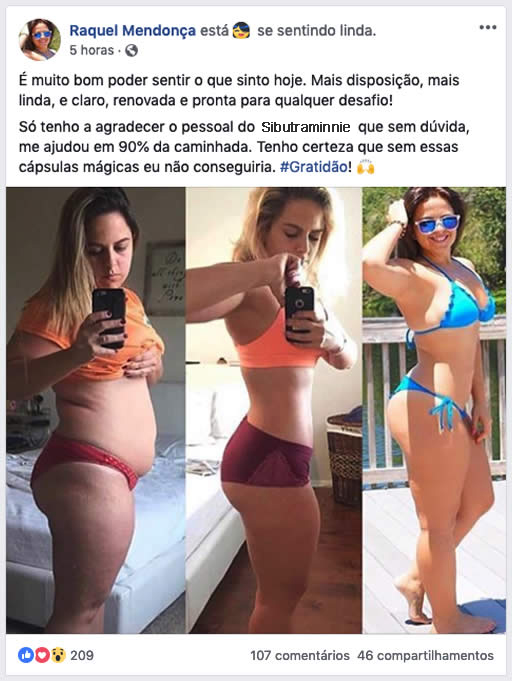 Raquel Mendonça está se sentindo linda.
5 horas ·
É muito bom poder sentir o que sinto hoje. Mais disposição, mais
linda, e claro, renovada e pronta para qualquer desafio!
Só tenho a agradecer o pessoal do Sibutraminnie que sem dúvida,
me ajudou em 90% da caminhada. Tenho certeza que sem essas
cápsulas mágicas eu não conseguiria. #Gratidão!
209
107 comentários 46 compartilhamentos